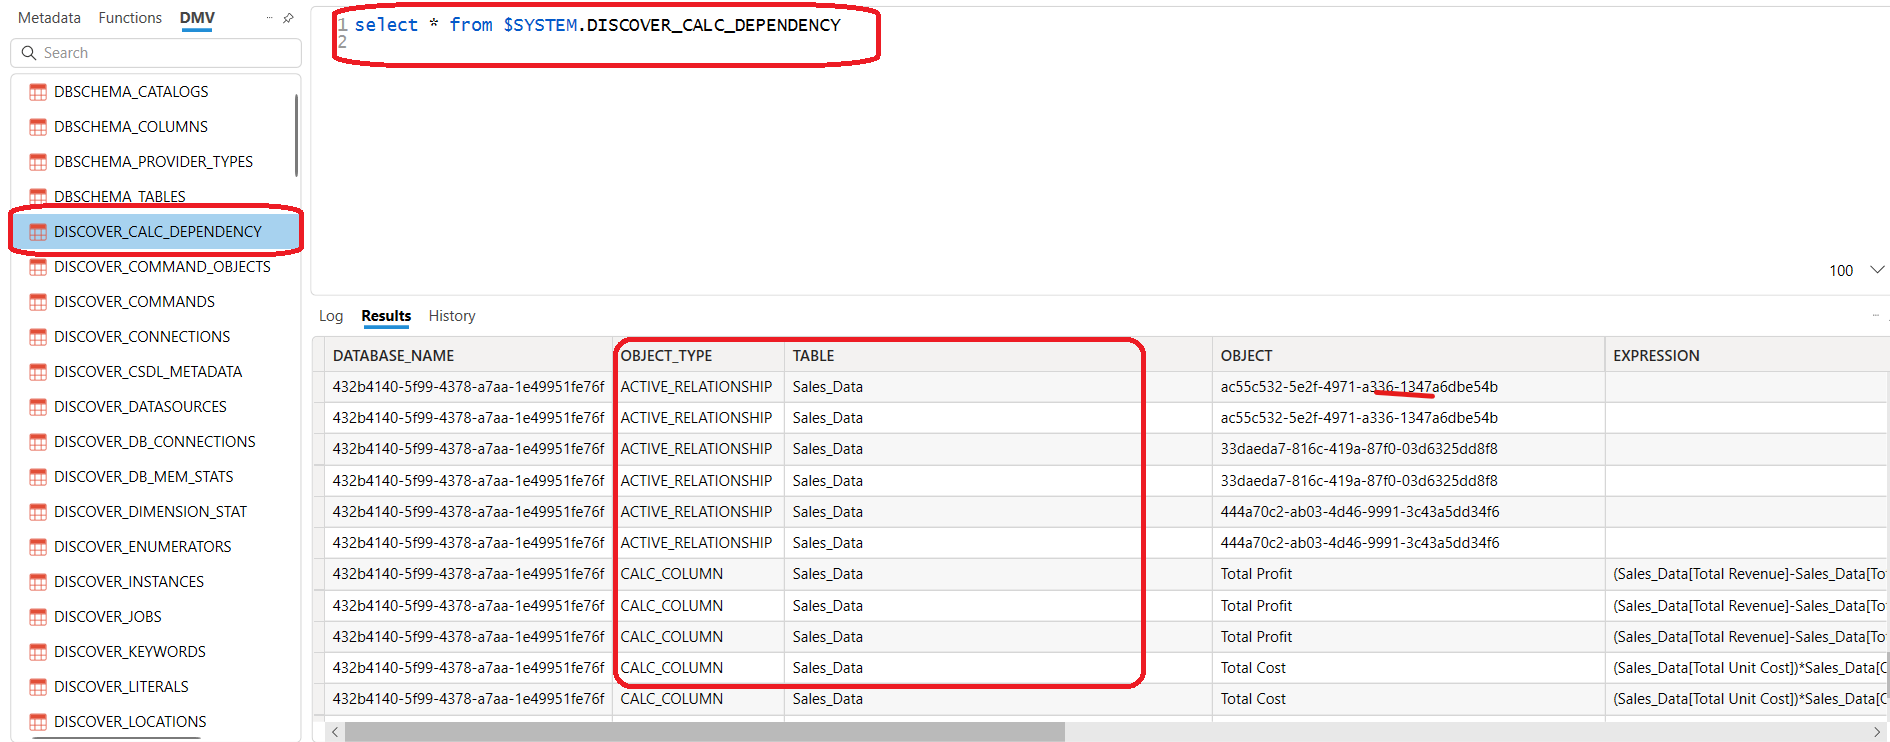 Metadata Functions DMV
Search
DBSCHEMA_CATALOGS
DBSCHEMA_COLUMNS
DBSCHEMA_PROVIDER_TYPES
DBSCHEMA_TABLES
DISCOVER_CALC_DEPENDENCY
DISCOVER_COMMAND_OBJECTS
DISCOVER_COMMANDS
DISCOVER_CONNECTIONS
DISCOVER_CSDL_METADATA
DISCOVER_DATASOURCES
DISCOVER_DB_CONNECTIONS
DISCOVER_DB_MEM_STATS
DISCOVER_DIMENSION_STAT
DISCOVER_ENUMERATORS
DISCOVER_INSTANCES
DISCOVER_JOBS
DISCOVER_KEYWORDS
DISCOVER_LITERALS
DISCOVER_LOCATIONS
1 select * from $SYSTEM.DISCOVER_CALC_DEPENDENCY
2
100
Log Results History
DATABASE_NAME OBJECT_TYPE TABLE OBJECT EXPRESSION
432b4140-5f99-4378-a7aa-1e49951fe76f ACTIVE_RELATIONSHIP Sales_Data ac55c532-5e2f-4971-a336-1347a6dbe54b
432b4140-5f99-4378-a7aa-1e49951fe76f ACTIVE_RELATIONSHIP Sales_Data ac55c532-5e2f-4971-a336-1347a6dbe54b
432b4140-5f99-4378-a7aa-1e49951fe76f ACTIVE_RELATIONSHIP Sales_Data 33daeda7-816c-419a-87f0-03d6325dd8f8
432b4140-5f99-4378-a7aa-1e49951fe76f ACTIVE_RELATIONSHIP Sales_Data 33daeda7-816c-419a-87f0-03d6325dd8f8
432b4140-5f99-4378-a7aa-1e49951fe76f ACTIVE_RELATIONSHIP Sales_Data 444a70c2-ab03-4d46-9991-3c43a5dd34f6
432b4140-5f99-4378-a7aa-1e49951fe76f ACTIVE_RELATIONSHIP Sales_Data 444a70c2-ab03-4d46-9991-3c43a5dd34f6
432b4140-5f99-4378-a7aa-1e49951fe76f CALC_COLUMN Sales_Data Total Profit (Sales_Data[Total Revenue]-Sales_Data[To
432b4140-5f99-4378-a7aa-1e49951fe76f CALC_COLUMN Sales_Data Total Profit (Sales_Data[Total Revenue]-Sales_Data[To
432b4140-5f99-4378-a7aa-1e49951fe76f CALC_COLUMN Sales_Data Total Profit (Sales_Data[Total Revenue]-Sales_Data[To
432b4140-5f99-4378-a7aa-1e49951fe76f CALC_COLUMN Sales_Data Total Cost (Sales_Data[Total Unit Cost])*Sales_Data[O
432b4140-5f99-4378-a7aa-1e49951fe76f CALC_COLUMN Sales_Data Total Cost (Sales_Data[Total Unit Cost])*Sales_Data[O